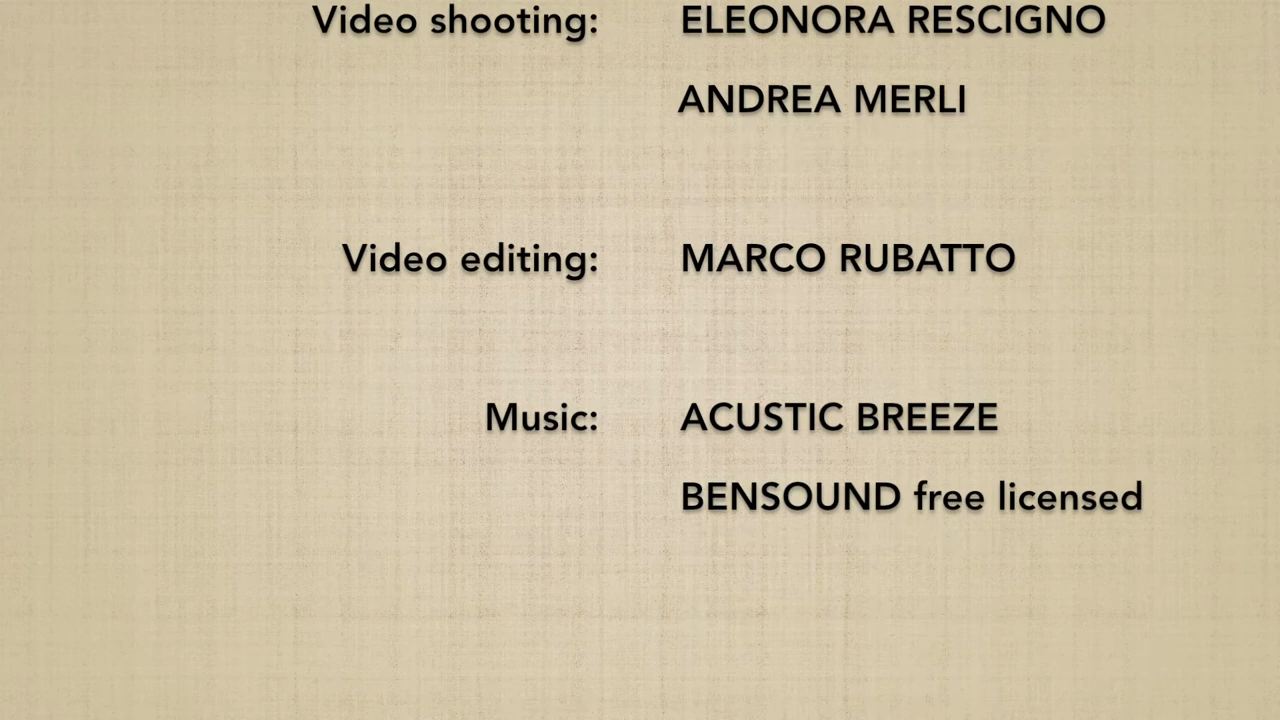 Video shooting: ELEONORA RESCIGNO
ANDREA MERLI
Video editing: MARCO RUBATTO
Music: ACUSTIC BREEZE
BENSOUND free licensed